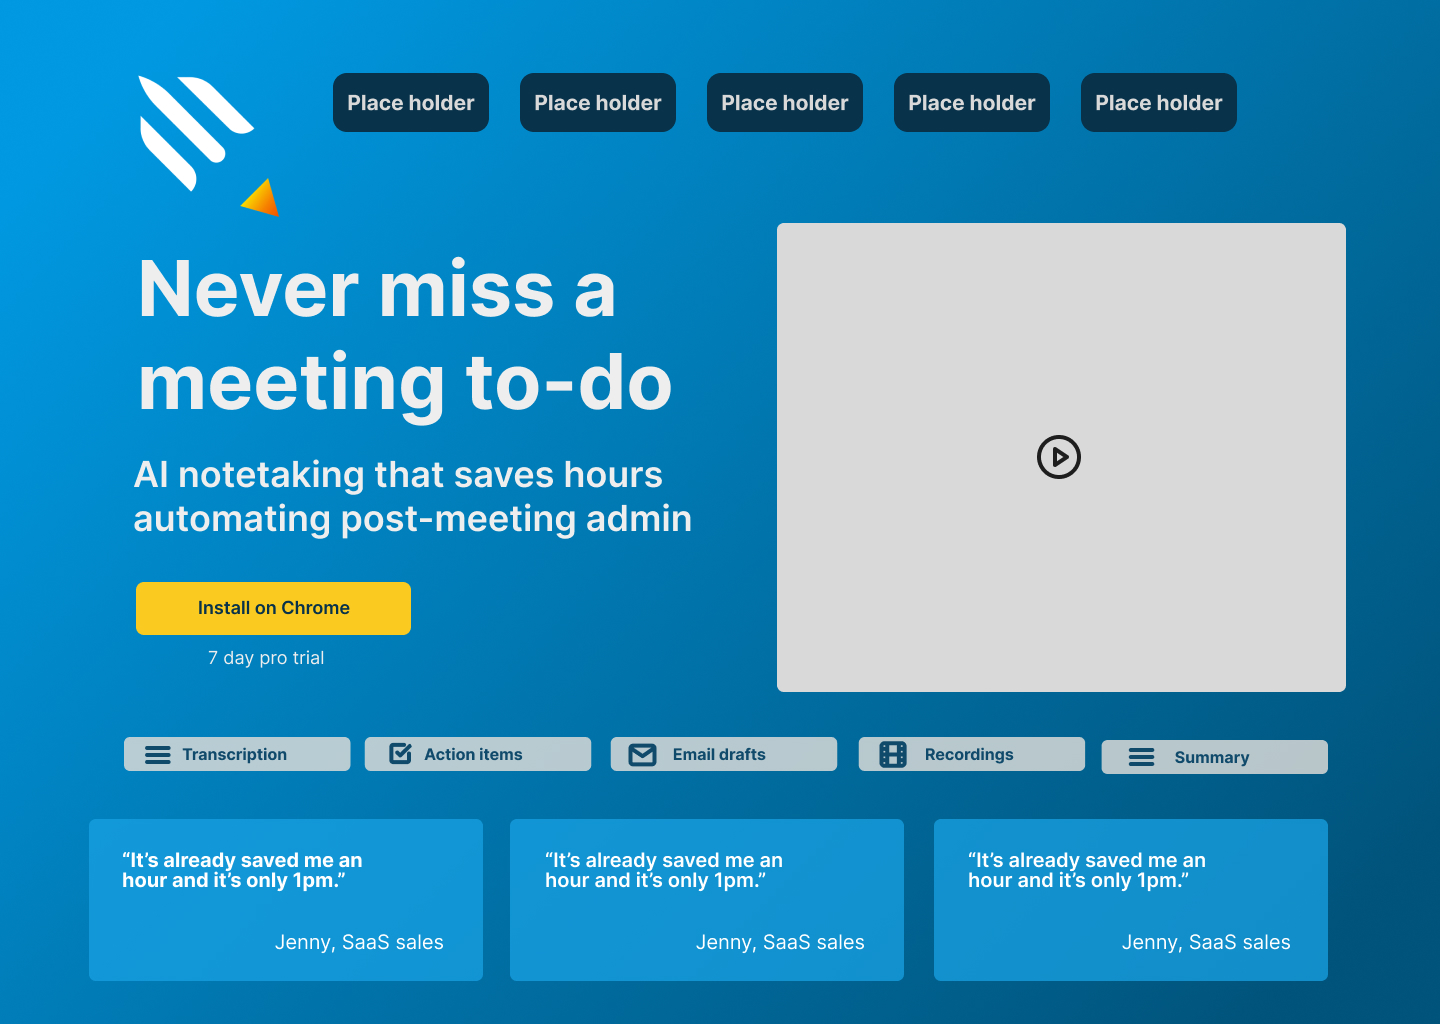 Place holder
Place holder
Place holder
Place holder
Place holder
Never miss a
meeting to-do
AI notetaking that saves hours
automating post-meeting admin
Install on Chrome
7 day pro trial
Transcription
Action items
Email drafts
Recordings
Summary
“It’s already saved me an
hour and it’s only 1pm.”
Jenny, SaaS sales
“It’s already saved me an
hour and it’s only 1pm.”
Jenny, SaaS sales
“It’s already saved me an
hour and it’s only 1pm.”
Jenny, SaaS sales